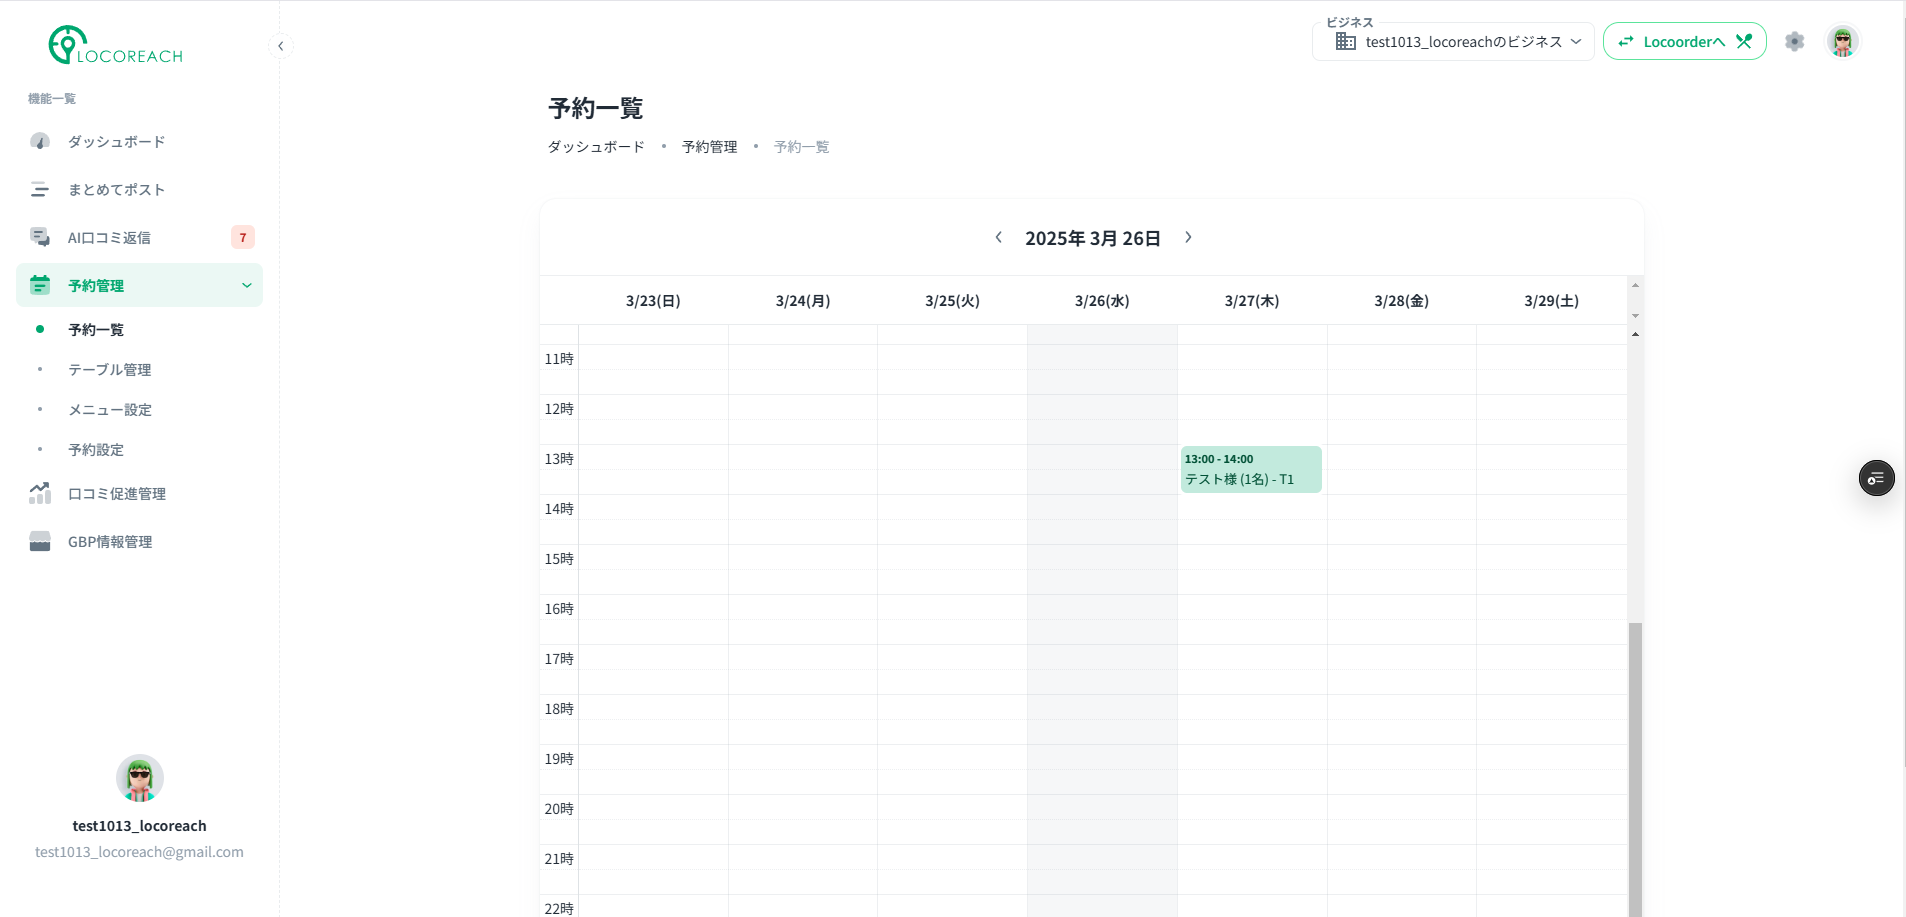 LOCOREACH
機能一覧
ダッシュボード
まとめてポスト
AI口コミ返信
7
予約管理
予約一覧
テーブル管理
メニュー設定
予約設定
口コミ促進管理
GBP情報管理
test1013_locoreach
test1013_locoreach@gmail.com
ビジネス
test1013_locoreachのビジネス
Locoorderへ
予約一覧
ダッシュボード • 予約管理 • 予約一覧
2025年 3月 26日
3/23(日) 3/24(月) 3/25(火) 3/26(水) 3/27(木) 3/28(金) 3/29(土)
11時
12時
13時
13:00 - 14:00
テスト様 (1名) - T1
14時
15時
16時
17時
18時
19時
20時
21時
22時